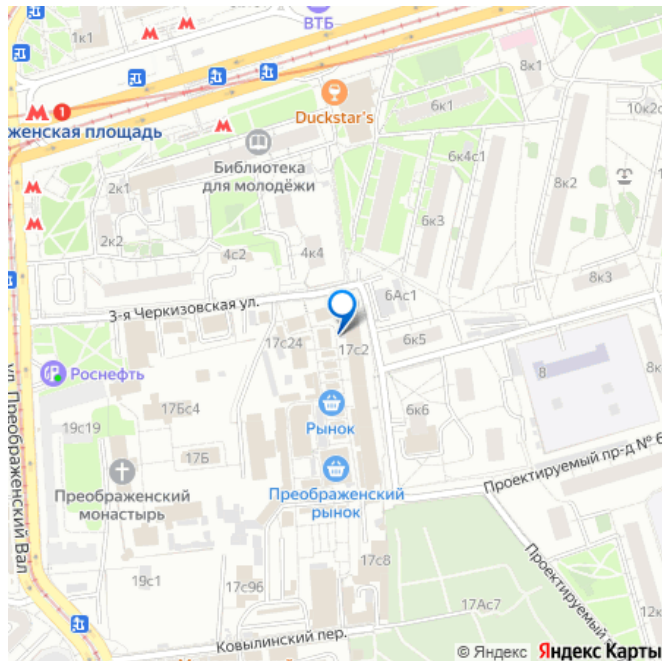 1к1
ВТБ
8к1
Duckstar's
6к1
1
женская площадь
Библиотека
для молодёжи
6к4с1
2к1
8к2
6к3
2к2
4с2
4к4
8к3
6Ас1
3-я Черкизовская ул.
17с24
17с2
6к5
Роснефть
8
17Бс4
19с19
Рынок
6к6
ул. Преображенский Вал
17Б
Преображенский
монастырь
Преображенский
рынок
Проектируемый пр-д № 6
17с8
19с1
17с96
17Ас7
Проектируемый п
Ковылинский пер.
© Яндекс Яндекс Карты